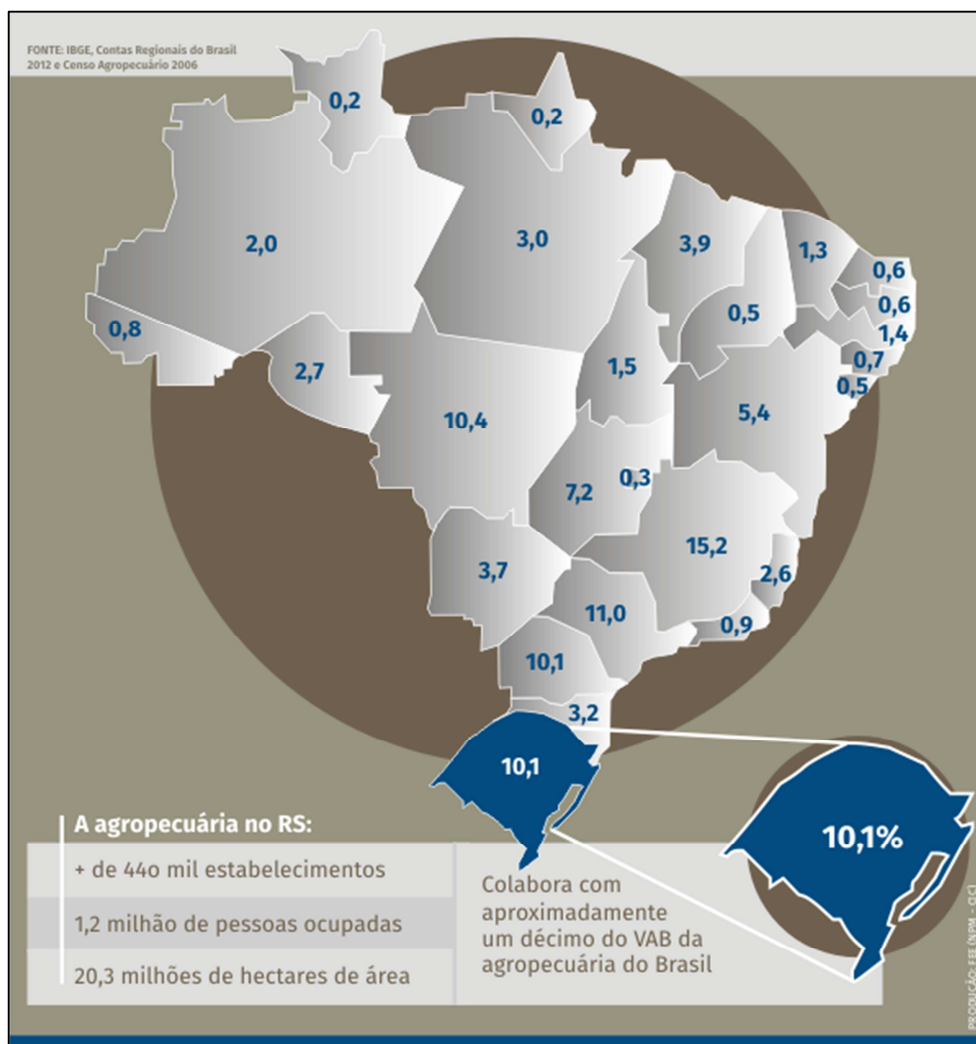 FONTE: IBGE, Contas Regionais do Brasil
2012 e Censo Agropecuário 2006
0,2
0,2
2,0
3,0
3,9
1,3
0,6
0,6
0,5
1,4
0,8
2,7
1,5
0,7
0,5
10,4
5,4
7,2
0,3
15,2
3,7
2,6
11,0
0,9
10,1
3,2
10,1
10,1%
A agropecuária no RS:
+ de 44o mil estabelecimentos
1,2 milhão de pessoas ocupadas
20,3 milhões de hectares de área
Colabora com
aproximadamente
um décimo do VAB da
agropecuária do Brasil
PRODUÇÃO: FEE (NPM - CIC)